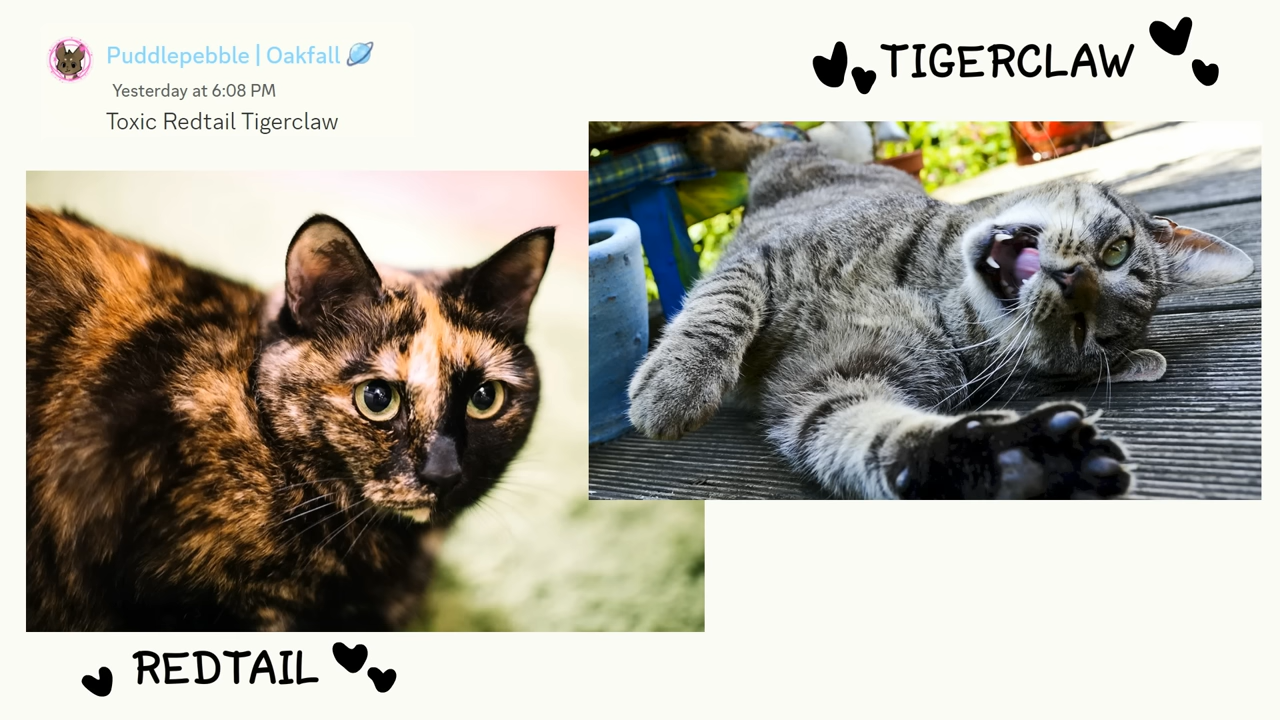 Puddlepebble | Oakfall 🪐
Yesterday at 6:08 PM
Toxic Redtail Tigerclaw
TIGERCLAW
REDTAIL